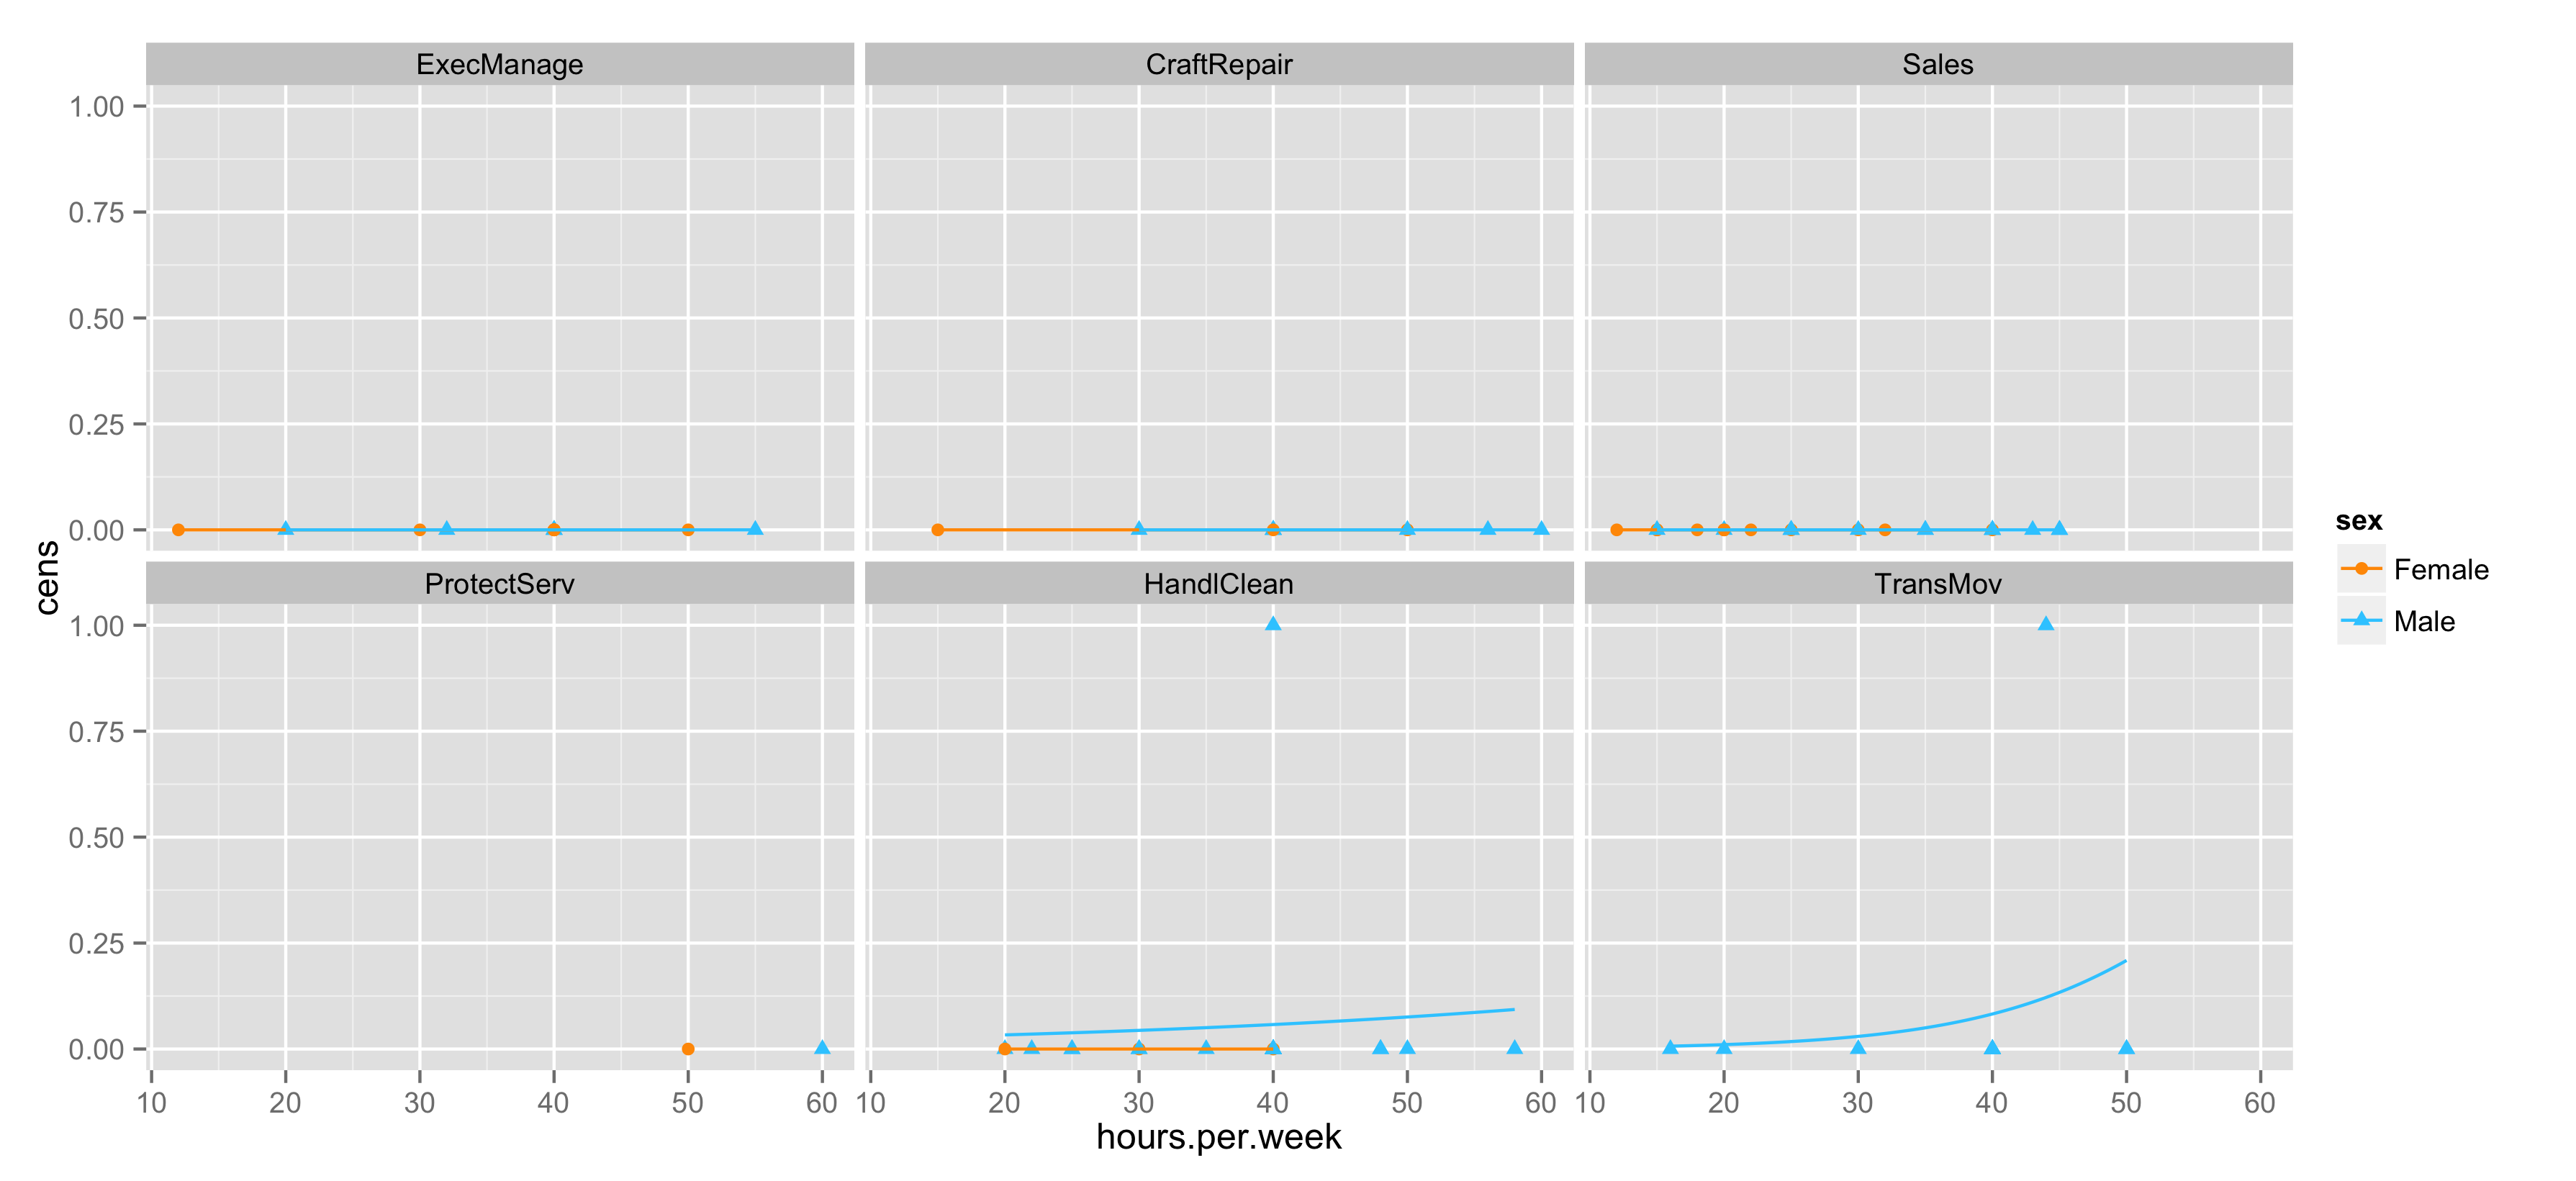 ExecManage
CraftRepair
Sales
1.00
0.75
0.50
0.25
0.00
ProtectServ
HandlClean
TransMov
1.00
0.75
0.50
0.25
0.00
10 20 30 40 50 60
10 20 30 40 50 60
10 20 30 40 50 60
hours.per.week
cens
sex
Female
Male